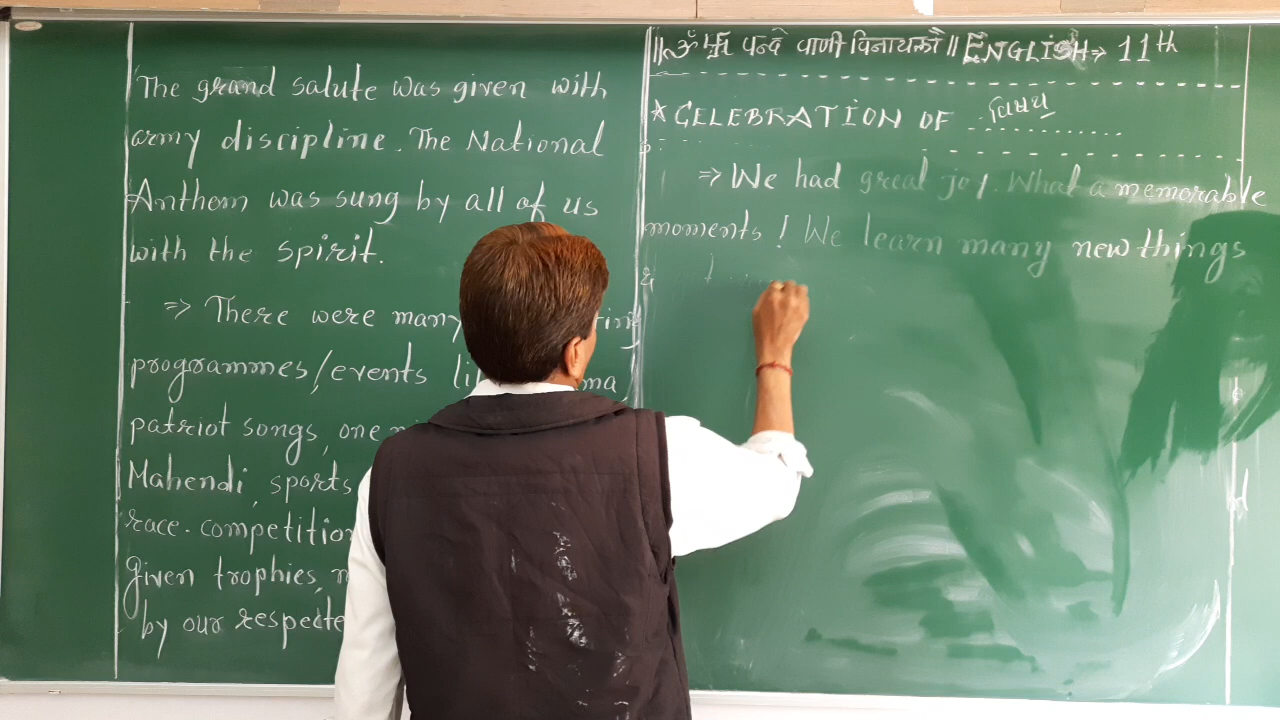 The grand salute was given with
army discipline. The National
Anthem was sung by all of us
with the spirit.
⇒ There were many
programmes/events
patriot songs, one
Mahendi, sports
race. competition
given trophies,
by our respecte
॥ ૐ 卐 वन्दे वाणी विनायकौ ॥ ENGLISH → 11th
* CELEBRATION OF ............
⇒ We had great joy. What a memorable
moments! We learn many new things